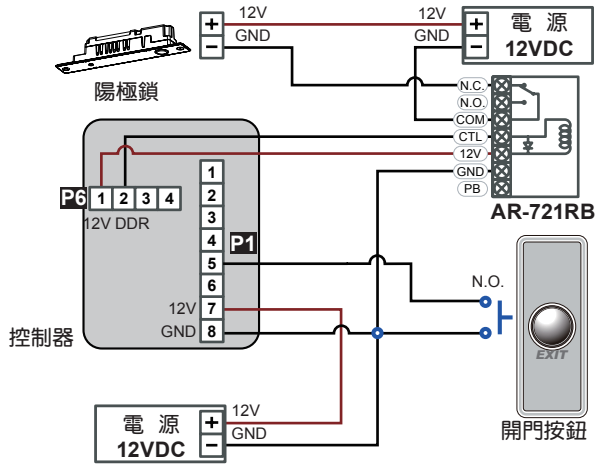 12V
12V
GND
GND
+
−
+
−
電 源
12VDC
陽極鎖
N.C.
N.O.
COM
CTL
12V
GND
PB
AR-721RB
P6
1 2 3 4
12V DDR
1
2
3
4
5
6
7
8
P1
12V
GND
控制器
N.O.
EXIT
開門按鈕
電 源
12VDC
+
−
12V
GND